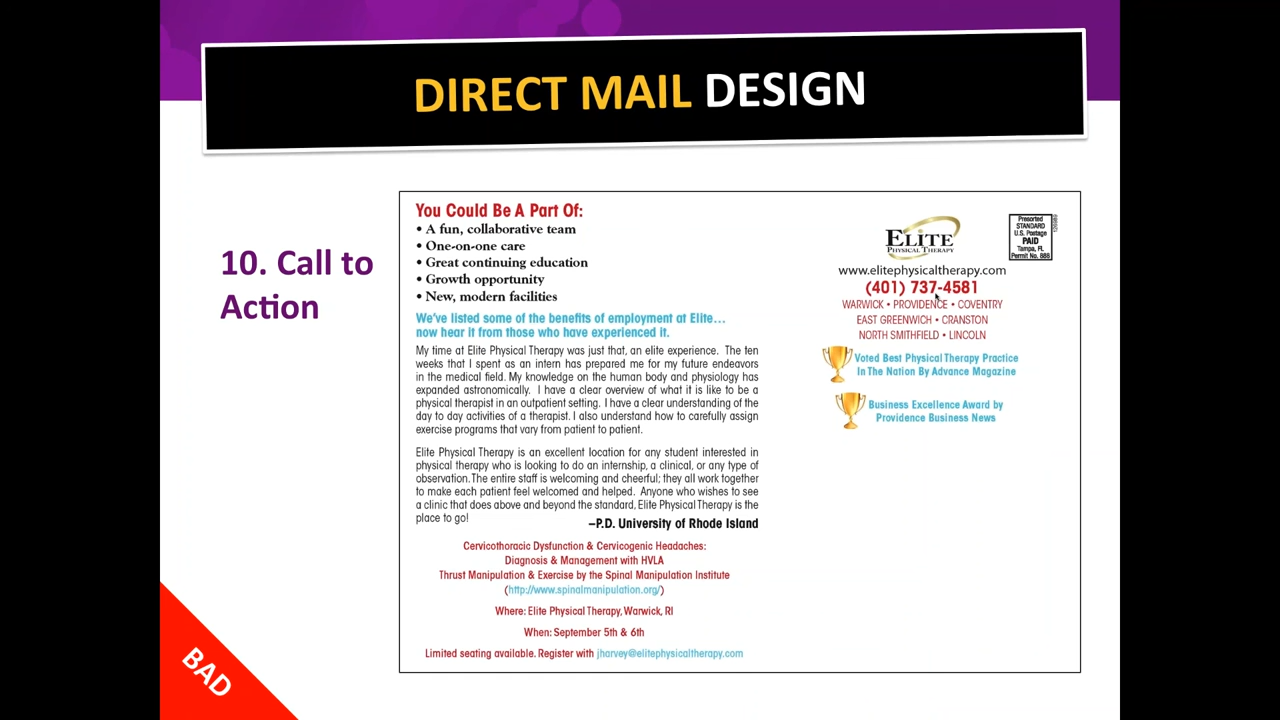 DIRECT MAIL DESIGN
10. Call to
Action
You Could Be A Part Of:
• A fun, collaborative team
• One-on-one care
• Great continuing education
• Growth opportunity
• New, modern facilities
We've listed some of the benefits of employment at Elite…
now hear it from those who have experienced it.
My time at Elite Physical Therapy was just that, an elite experience. The ten
weeks that I spent as an intern has prepared me for my future endeavors
in the medical field. My knowledge on the human body and physiology has
expanded astronomically. I have a clear overview of what it is like to be a
physical therapist in an outpatient setting. I have a clear understanding of the
day to day activities of a therapist. I also understand how to carefully assign
exercise programs that vary from patient to patient.
Elite Physical Therapy is an excellent location for any student interested in
physical therapy who is looking to do an internship, a clinical, or any type of
observation. The entire staff is welcoming and cheerful; they all work together
to make each patient feel welcomed and helped. Anyone who wishes to see
a clinic that does above and beyond the standard, Elite Physical Therapy is the
place to go!
–P.D. University of Rhode Island
Cervicothoracic Dysfunction & Cervicogenic Headaches:
Diagnosis & Management with HVLA
Thrust Manipulation & Exercise by the Spinal Manipulation Institute
(http://www.spinalmanipulation.org/)
Where: Elite Physical Therapy, Warwick, RI
When: September 5th & 6th
Limited seating available. Register with jharvey@elitephysicaltherapy.com
ELITE
PHYSICAL THERAPY
www.elitephysicaltherapy.com
(401) 737-4581
WARWICK • PROVIDENCE • COVENTRY
EAST GREENWICH • CRANSTON
NORTH SMITHFIELD • LINCOLN
Voted Best Physical Therapy Practice
In The Nation By Advance Magazine
Business Excellence Award by
Providence Business News
Presorted
STANDARD
U.S. Postage
PAID
Tampa, FL
Permit No. 888
BAD